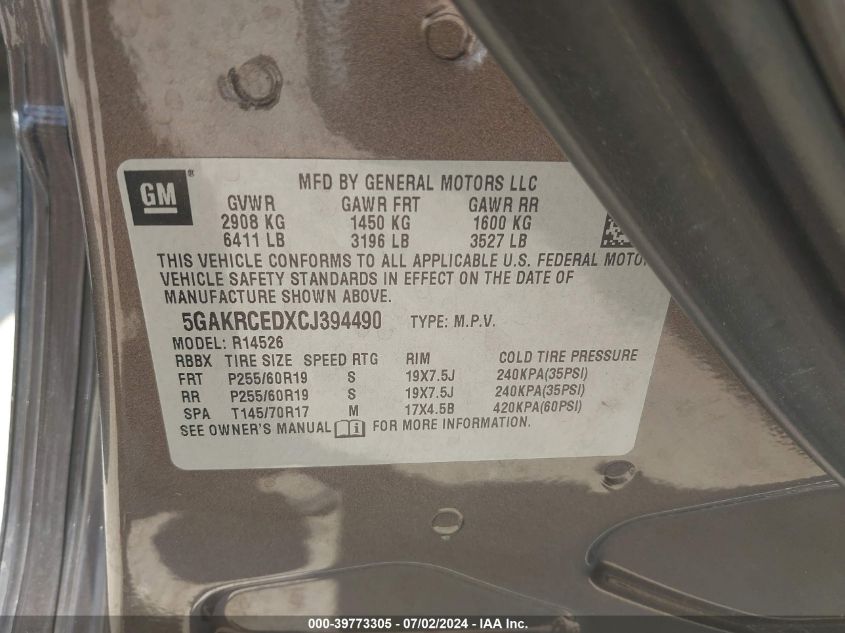 GM ®
MFD BY GENERAL MOTORS LLC
GVWR GAWR FRT GAWR RR
2908 KG 1450 KG 1600 KG
6411 LB 3196 LB 3527 LB
THIS VEHICLE CONFORMS TO ALL APPLICABLE U.S. FEDERAL MOTO
VEHICLE SAFETY STANDARDS IN EFFECT ON THE DATE OF
MANUFACTURE SHOWN ABOVE.
5GAKRCEDXCJ394490 TYPE: M.P.V.
MODEL: R14526
RBBX TIRE SIZE SPEED RTG RIM COLD TIRE PRESSURE
FRT P255/60R19 S 19X7.5J 240KPA(35PSI)
RR P255/60R19 S 19X7.5J 240KPA(35PSI)
SPA T145/70R17 M 17X4.5B 420KPA(60PSI)
SEE OWNER'S MANUAL i FOR MORE INFORMATION.
000-39773305 - 07/02/2024 - IAA Inc.